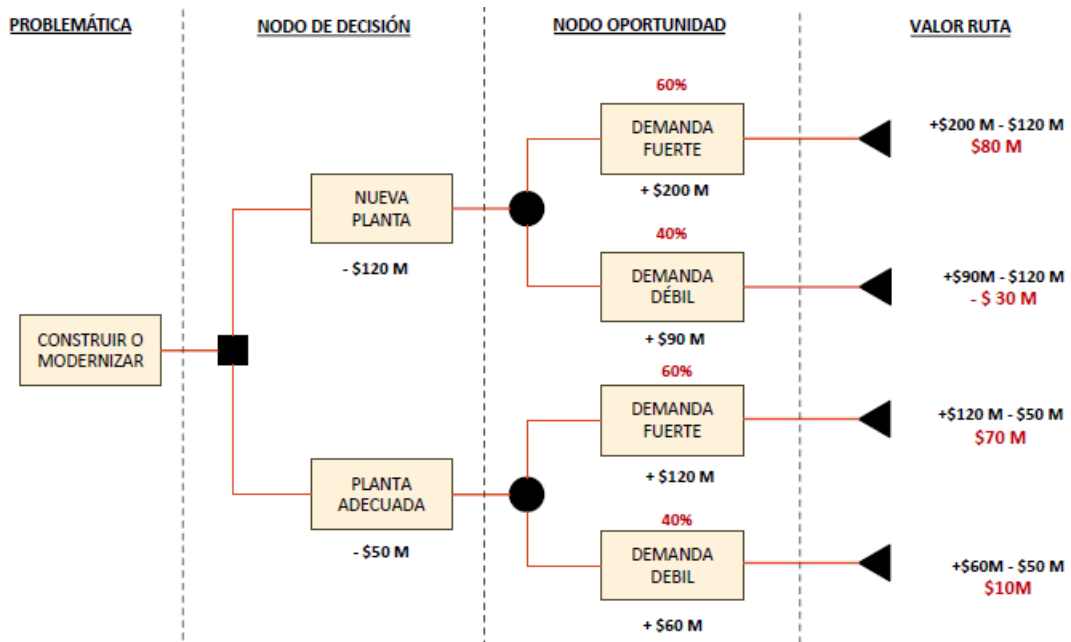 PROBLEMÁTICA
NODO DE DECISIÓN
NODO OPORTUNIDAD
VALOR RUTA
60%
DEMANDA
FUERTE
+ $200 M
+$200 M - $120 M
$80 M
NUEVA
PLANTA
- $120 M
40%
DEMANDA
DÉBIL
+ $90 M
+$90M - $120 M
- $ 30 M
CONSTRUIR O
MODERNIZAR
60%
DEMANDA
FUERTE
+ $120 M
+$120 M - $50 M
$70 M
PLANTA
ADECUADA
- $50 M
40%
DEMANDA
DEBIL
+ $60 M
+$60M - $50 M
$10M